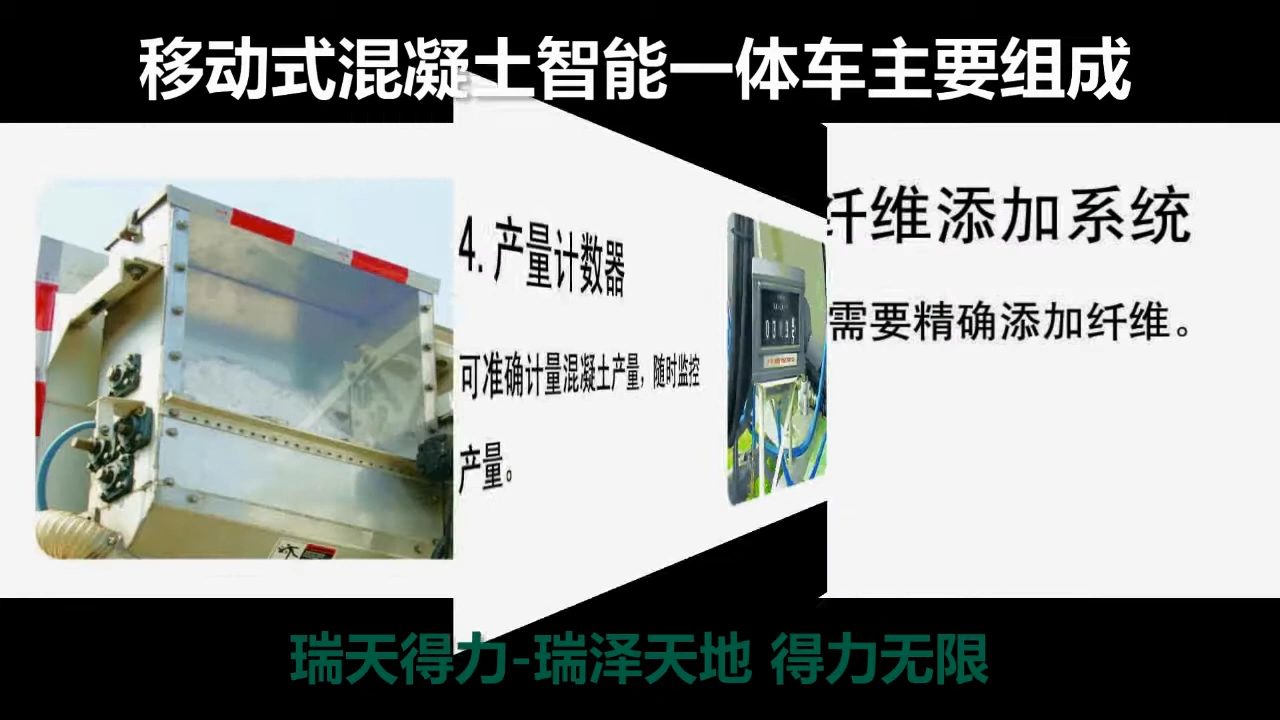 移动式混凝土智能一体车主要组成
4. 产量计数器
可准确计量混凝土产量，随时监控
产量。
纤维添加系统
需要精确添加纤维。
瑞天得力-瑞泽天地 得力无限